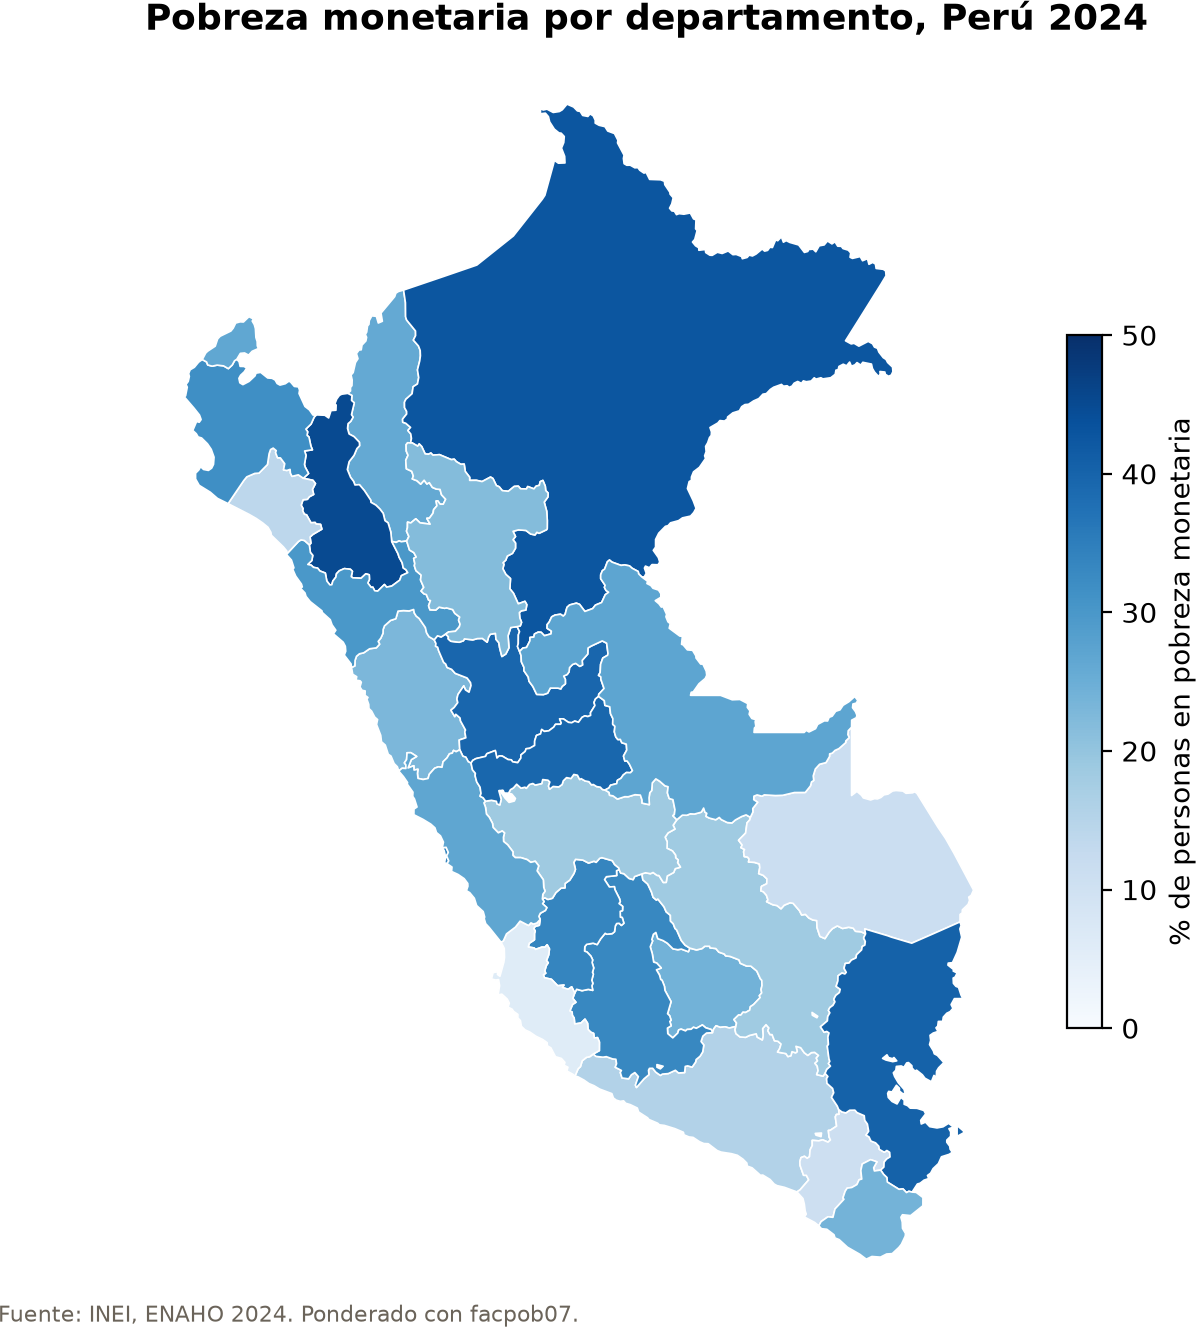 Pobreza monetaria por departamento, Perú 2024
50
40
30
20
10
0
% de personas en pobreza monetaria
Fuente: INEI, ENAHO 2024. Ponderado con facpob07.